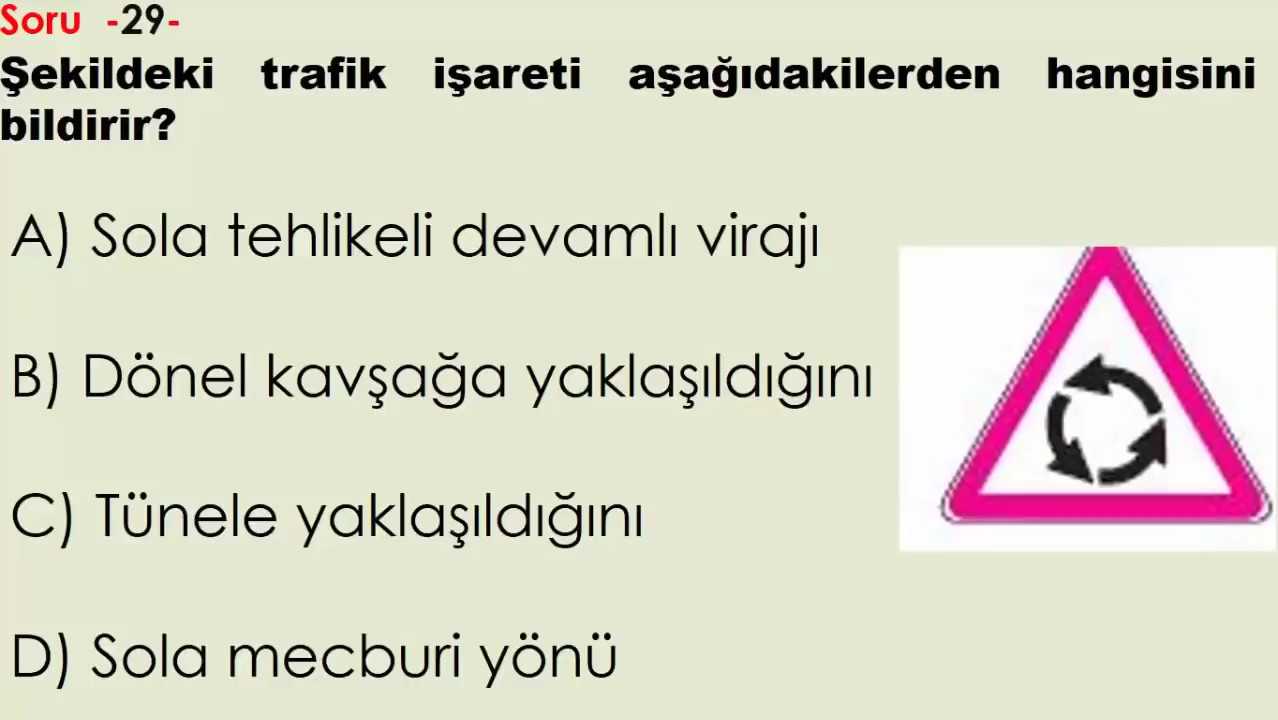 Soru -29-
Şekildeki trafik işareti aşağıdakilerden hangisini
bildirir?
A) Sola tehlikeli devamlı virajı
B) Dönel kavşağa yaklaşıldığını
C) Tünele yaklaşıldığını
D) Sola mecburi yönü